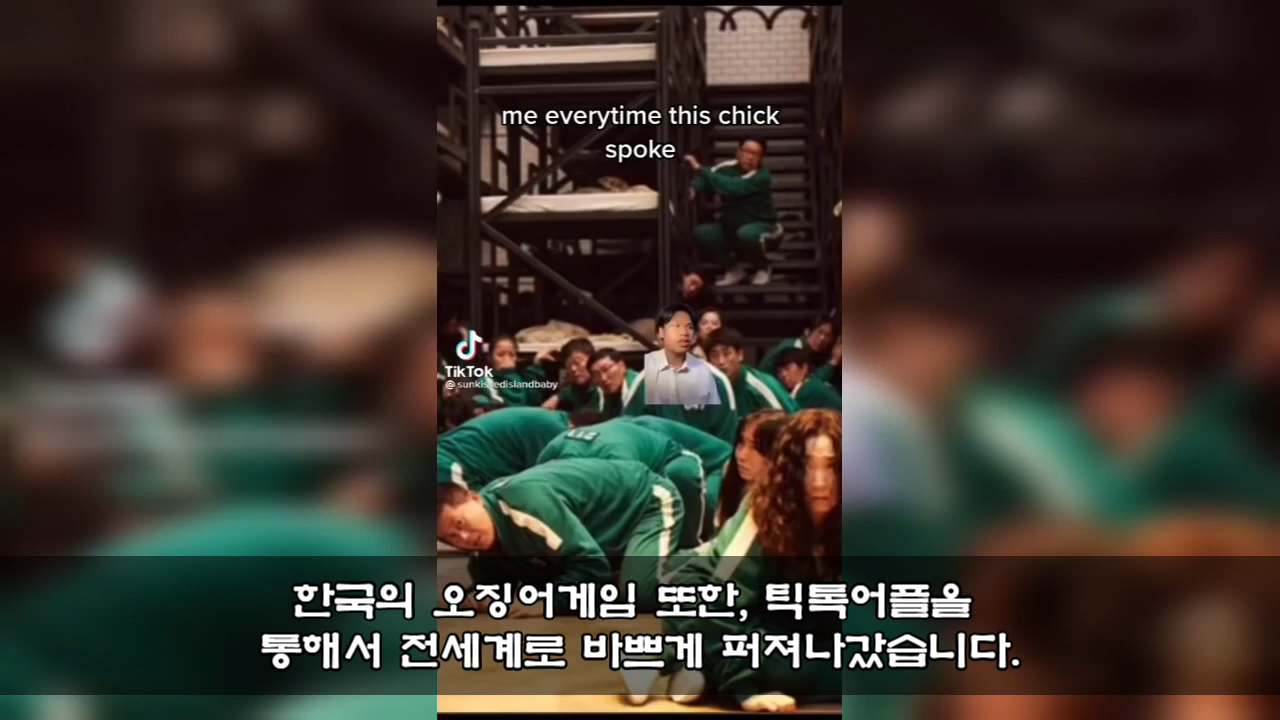 me everytime this chick
spoke
TikTok
@sunkissedislandbaby
한국의 오징어게임 또한, 틱톡어플을
통해서 전세계로 바쁘게 퍼져나갔습니다.